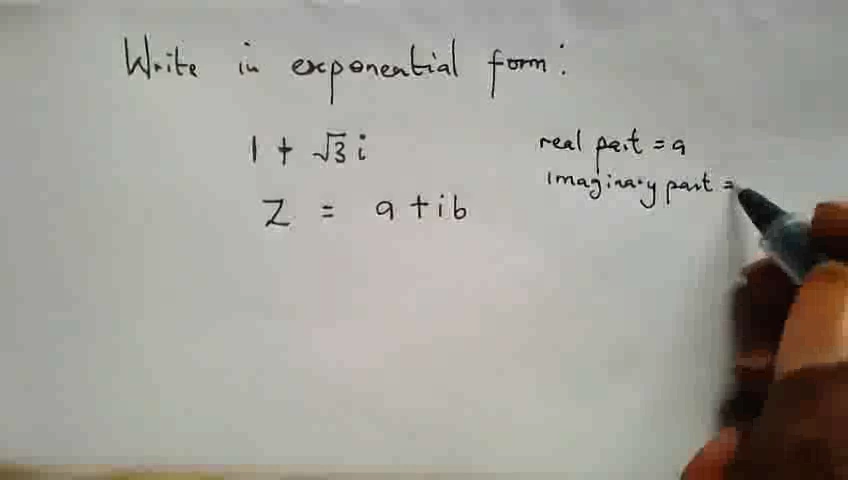 Write in exponential form:
1 + √3 i
real part = a
imaginary part =
Z = a + ib